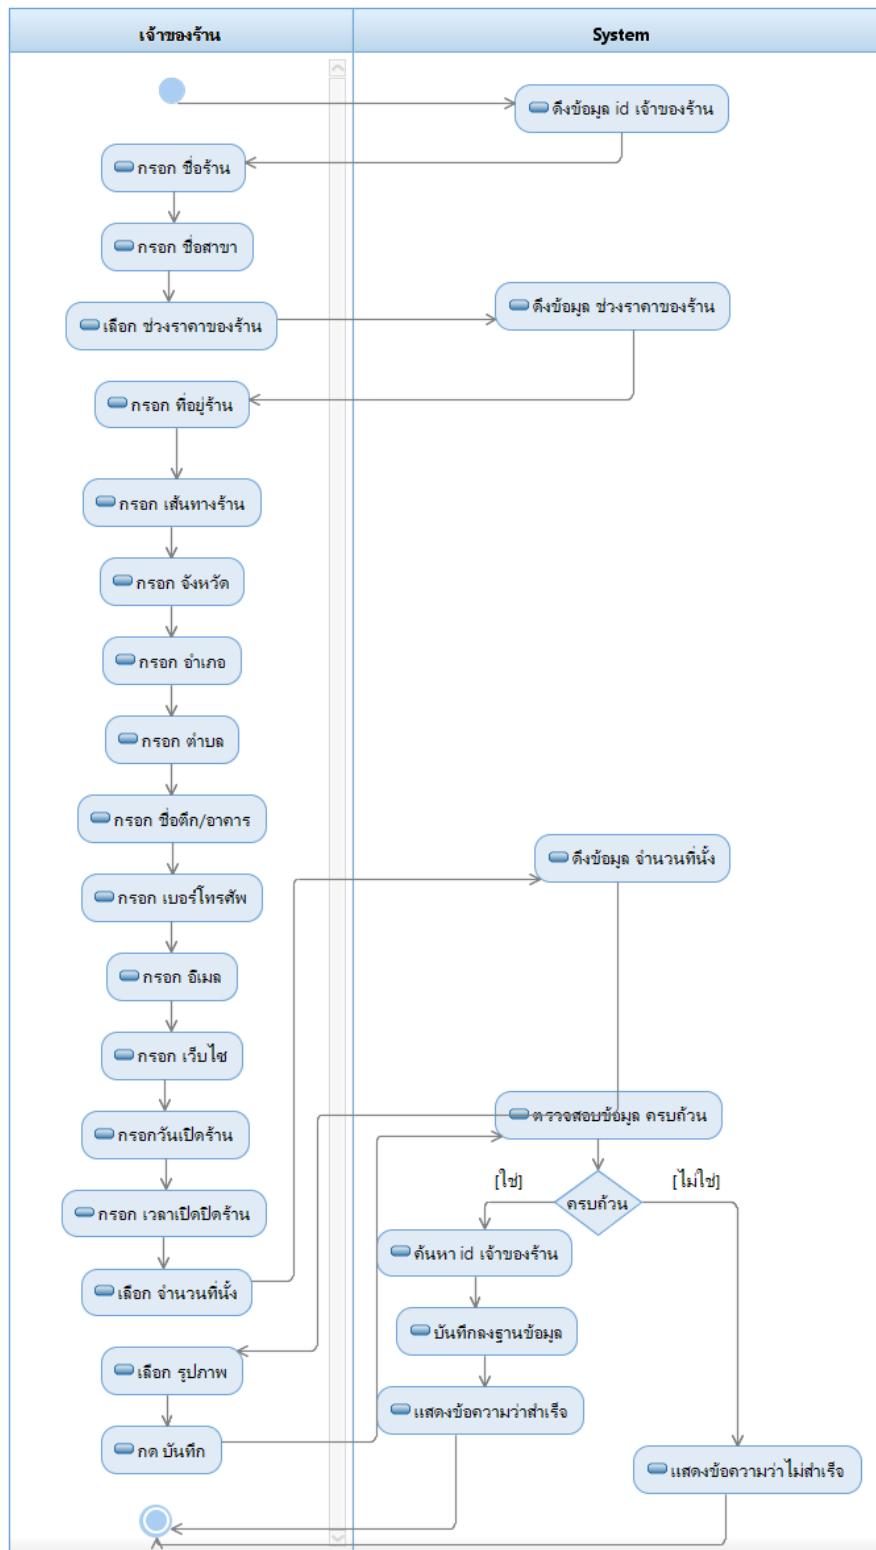 เจ้าของร้าน
System
ดึงข้อมูล id เจ้าของร้าน
กรอก ชื่อร้าน
กรอก ชื่อสาขา
เลือก ช่วงราคาของร้าน
ดึงข้อมูล ช่วงราคาของร้าน
กรอก ที่อยู่ร้าน
กรอก เส้นทางร้าน
กรอก จังหวัด
กรอก อำเภอ
กรอก ตำบล
กรอก ชื่อตึก/อาคาร
ดึงข้อมูล จำนวนที่นั้ง
กรอก เบอร์โทรศัพ
กรอก อีเมล
กรอก เว็บไซ
กรอกวันเปิดร้าน
ตรวจสอบข้อมูล ครบถ้วน
[ใช่]
[ไม่ใช่]
ครบถ้วน
กรอก เวลาเปิดปิดร้าน
ค้นหา id เจ้าของร้าน
เลือก จำนวนที่นั้ง
บันทึกลงฐานข้อมูล
เลือก รูปภาพ
แสดงข้อความว่าสำเร็จ
กด บันทึก
แสดงข้อความว่าไม่สำเร็จ